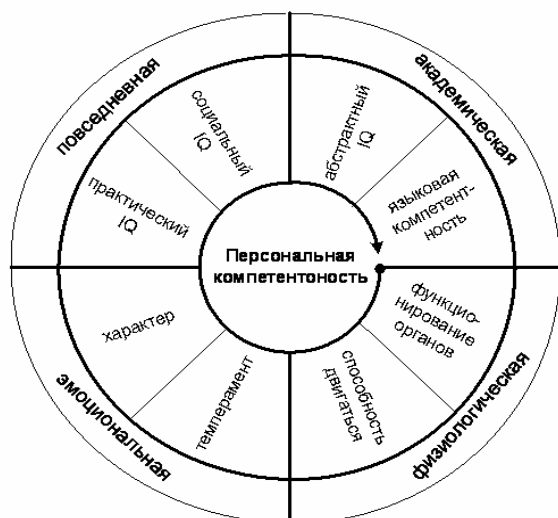 повседневная
академическая
социальный
IQ
абстрактный
IQ
практический
IQ
языковая
компетент-
ность
Персональная
компетентоность
характер
темперамент
способность
двигаться
функцио-
нирование
органов
эмоциональная
физиологическая